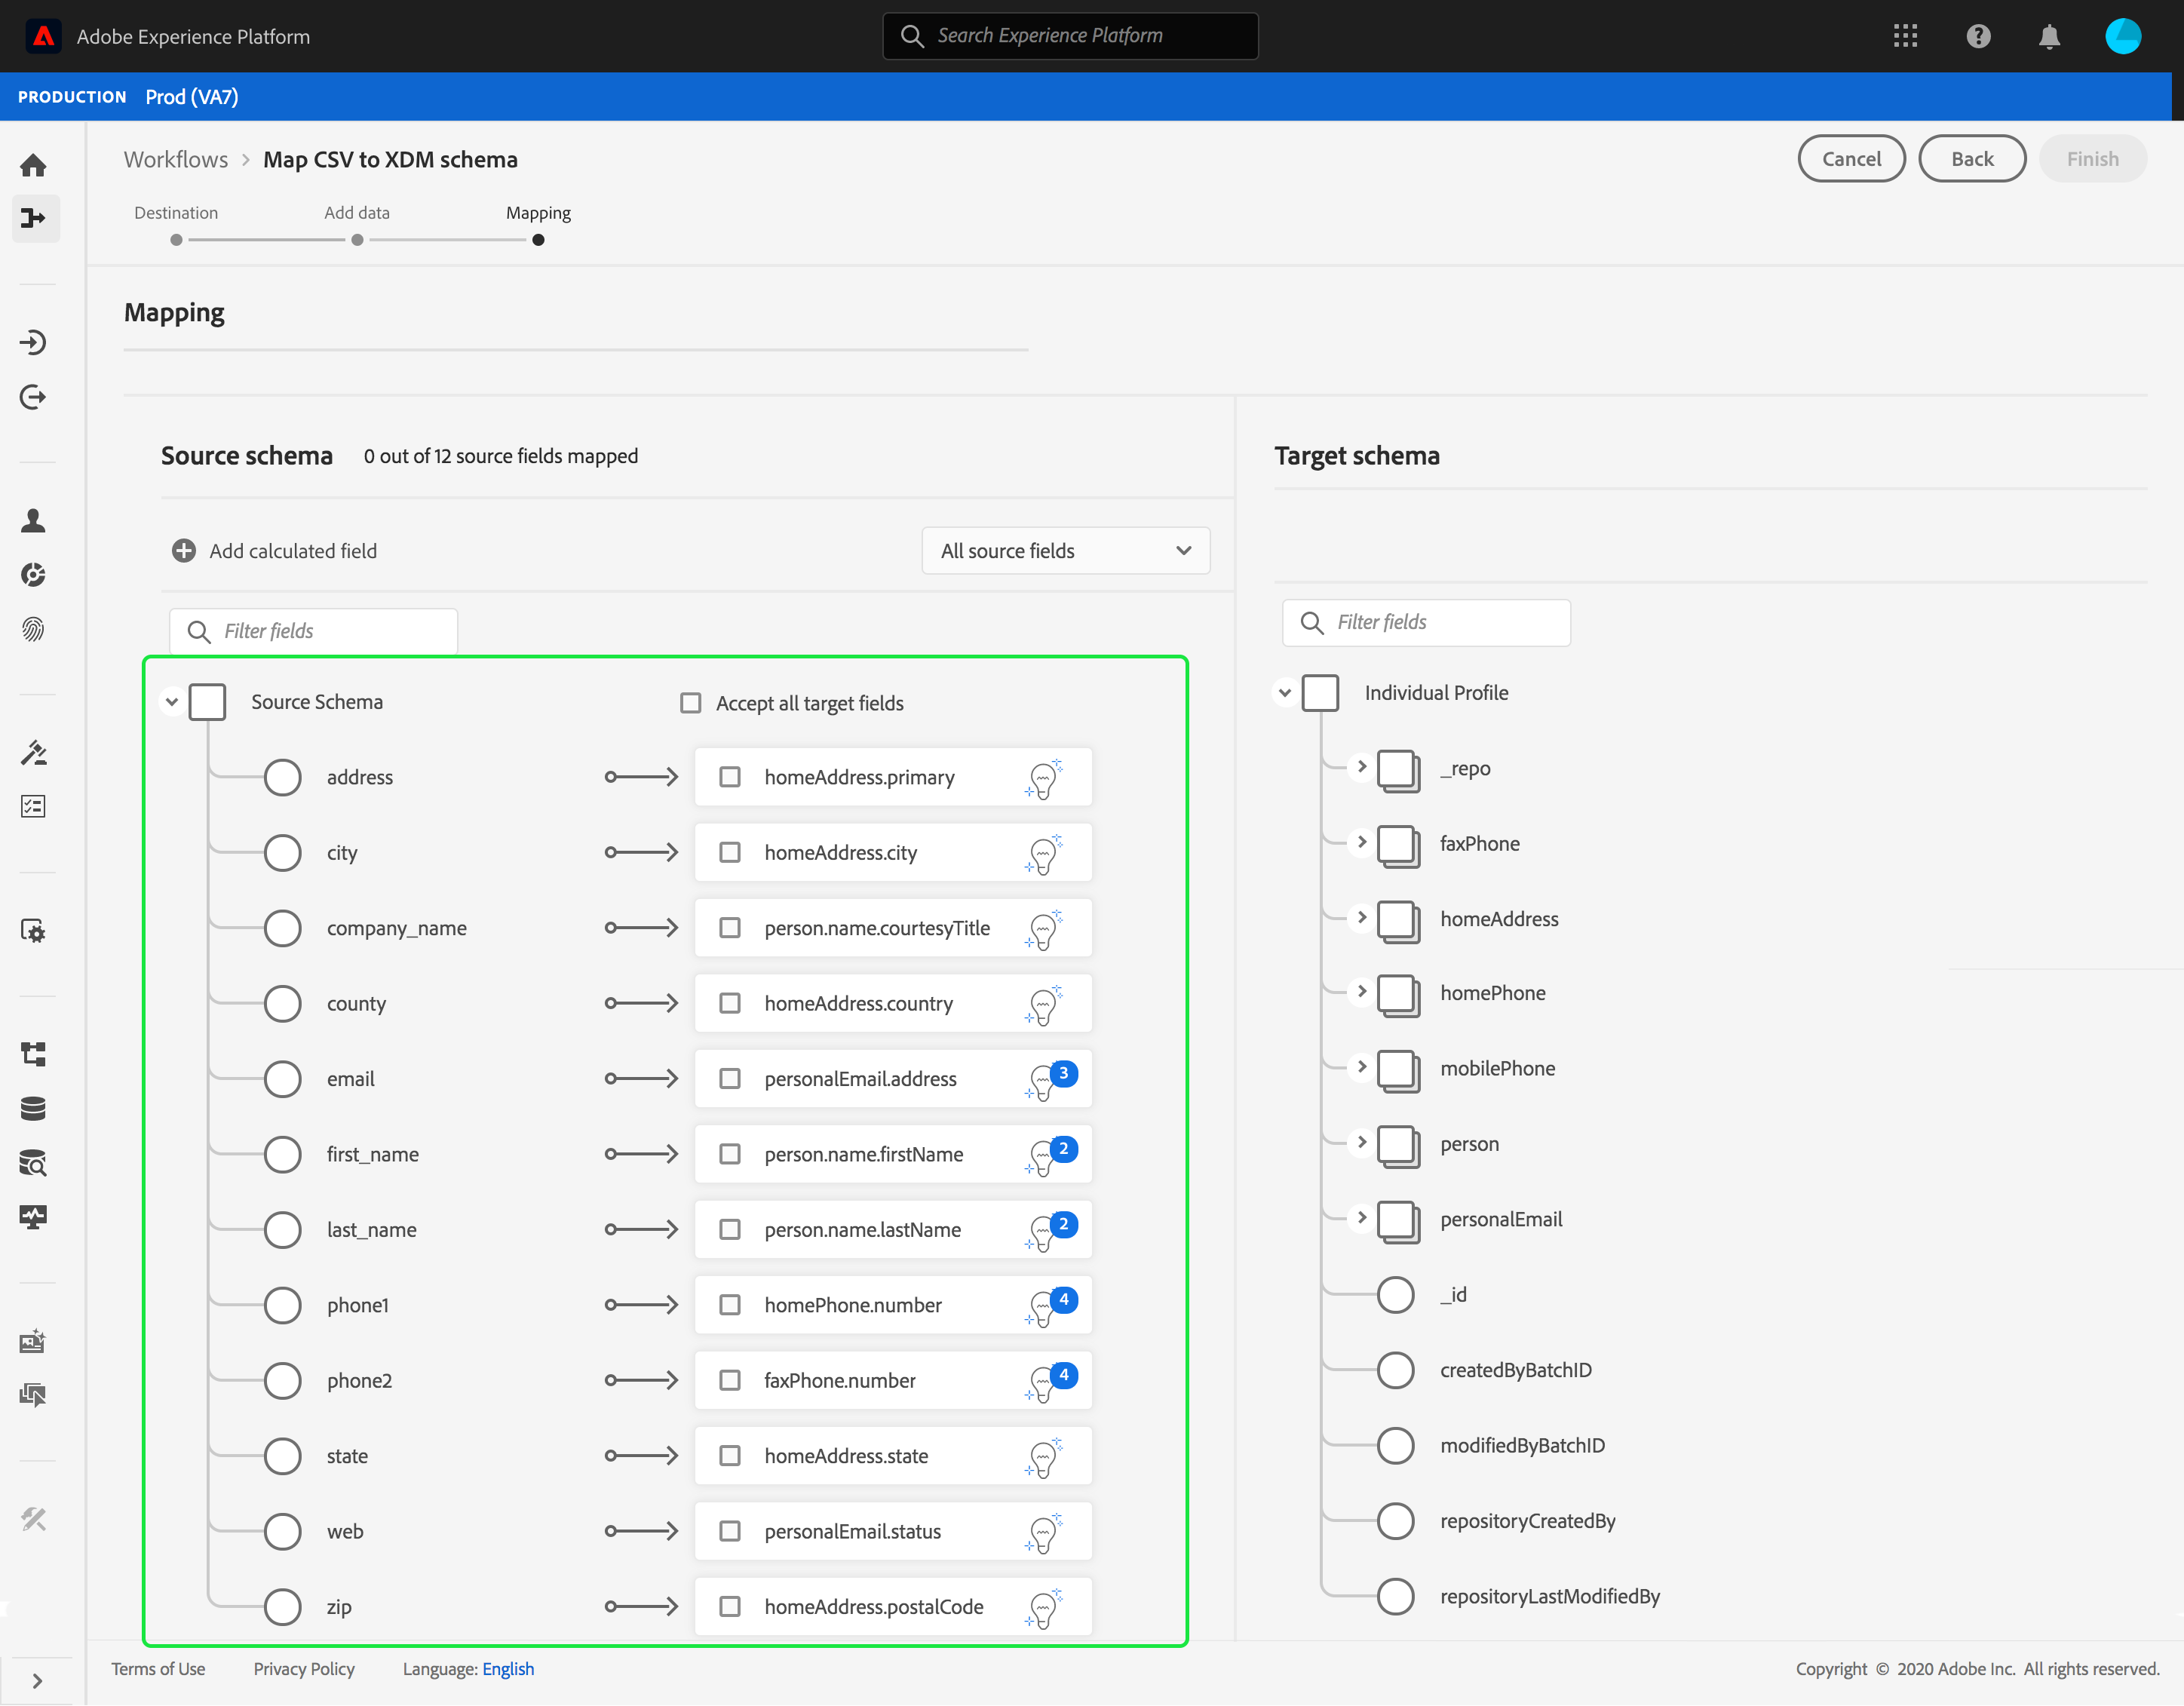 Adobe Experience Platform
Search Experience Platform
PRODUCTION Prod (VA7)
Workflows > Map CSV to XDM schema
Cancel
Back
Finish
Destination
Add data
Mapping
Mapping
Source schema
0 out of 12 source fields mapped
Target schema
Add calculated field
All source fields
Filter fields
Filter fields
Source Schema
Accept all target fields
address
homeAddress.primary
city
homeAddress.city
company_name
person.name.courtesyTitle
county
homeAddress.country
email
personalEmail.address
3
first_name
person.name.firstName
2
last_name
person.name.lastName
2
phone1
homePhone.number
4
phone2
faxPhone.number
4
state
homeAddress.state
web
personalEmail.status
zip
homeAddress.postalCode
Individual Profile
_repo
faxPhone
homeAddress
homePhone
mobilePhone
person
personalEmail
_id
createdByBatchID
modifiedByBatchID
repositoryCreatedBy
repositoryLastModifiedBy
Terms of Use
Privacy Policy
Language: English
Copyright © 2020 Adobe Inc. All rights reserved.